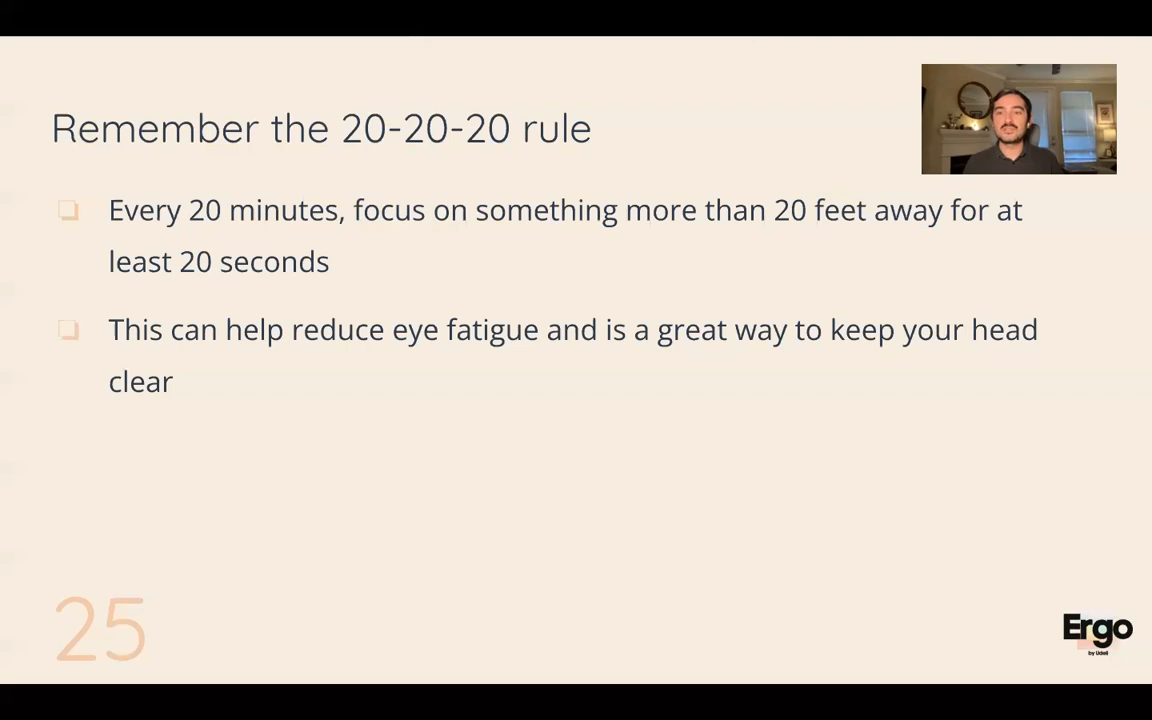 Remember the 20-20-20 rule
Every 20 minutes, focus on something more than 20 feet away for at
least 20 seconds
This can help reduce eye fatigue and is a great way to keep your head
clear
25
Ergo
by Udell